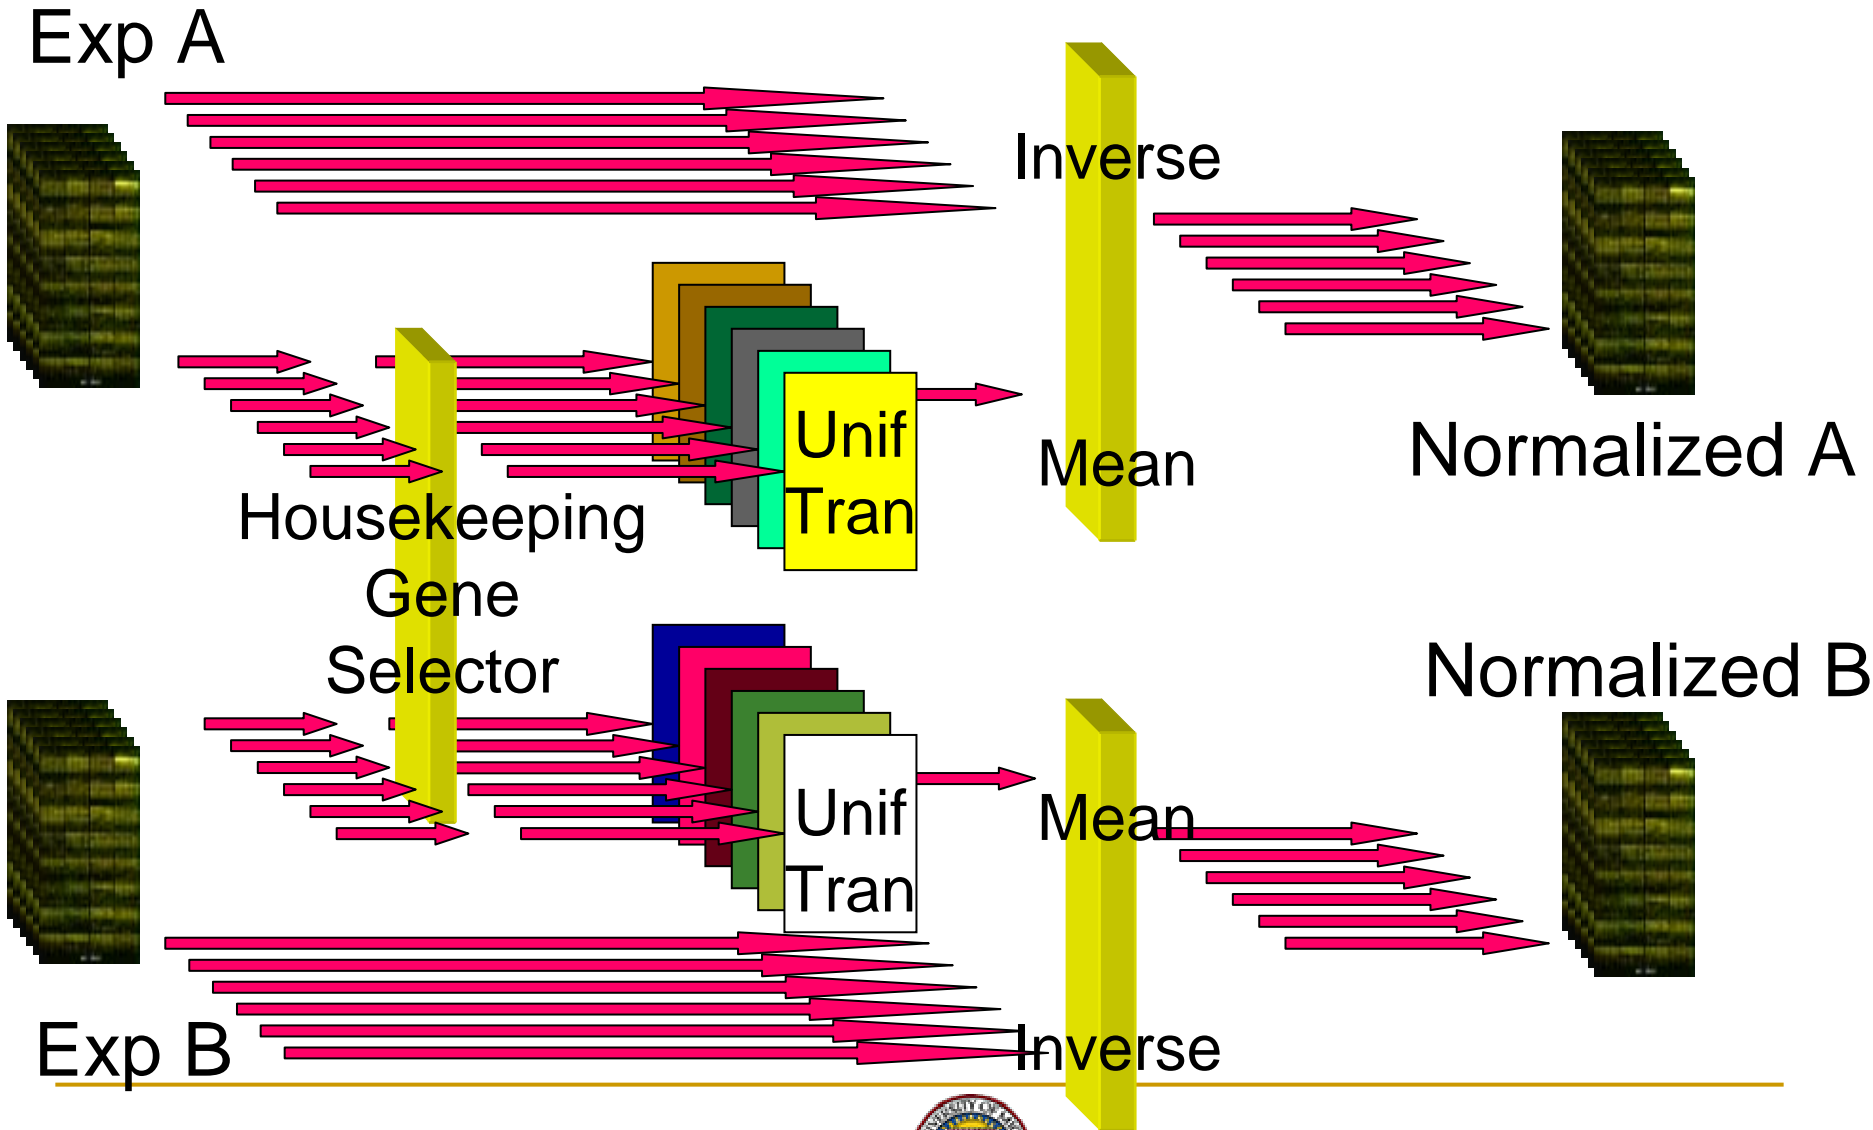 Exp A
Inverse
Unif
Tran
Mean
Normalized A
Housekeeping
Gene
Selector
Normalized B
Unif
Tran
Mean
Exp B
Inverse